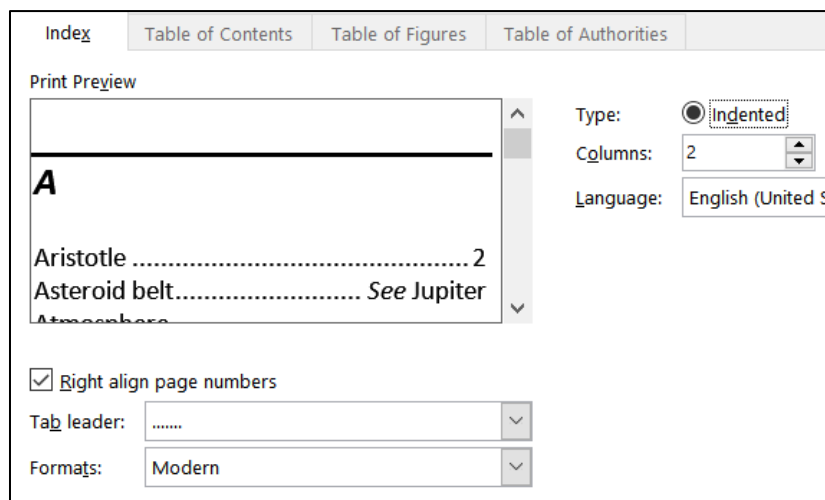 Index Table of Contents Table of Figures Table of Authorities
Print Preview
A
Aristotle ................................................ 2
Asteroid belt........................... See Jupiter
Atmosphere
Type: Indented
Columns: 2
Language: English (United S
Right align page numbers
Tab leader: .......
Formats: Modern